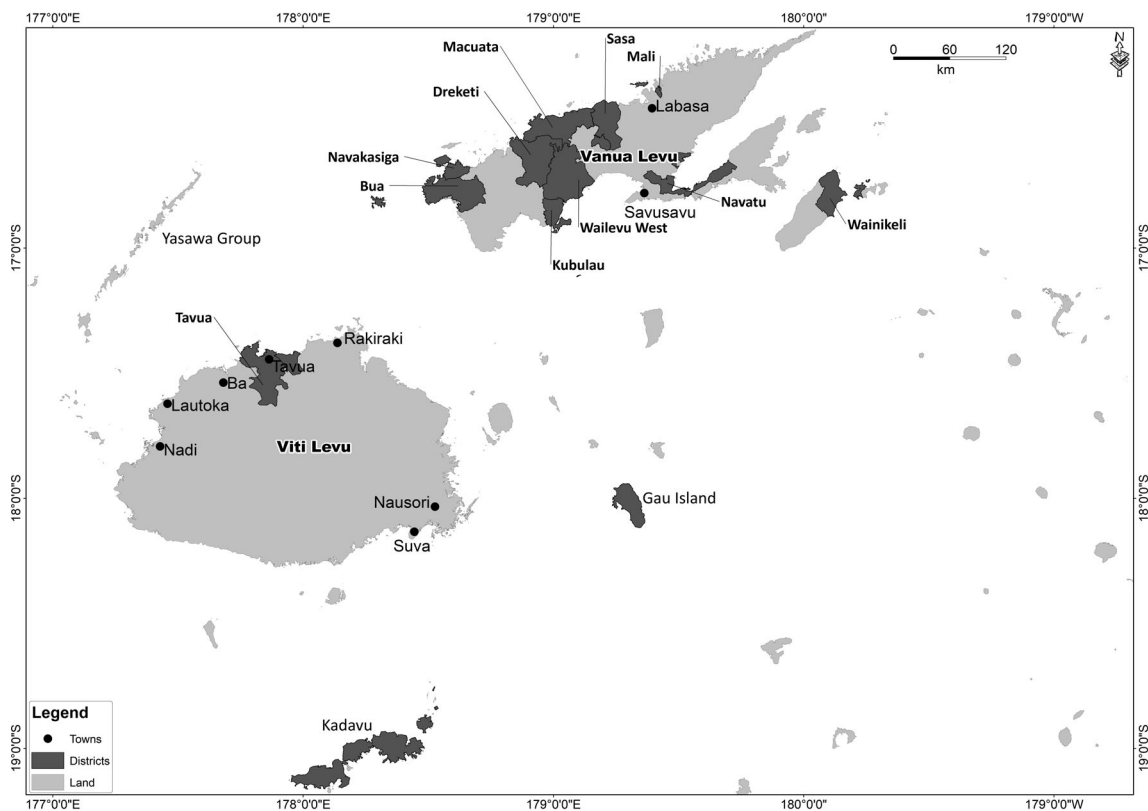 177°0'0"E
178°0'0"E
179°0'0"E
180°0'0"
179°0'0"W
Sasa
Macuata
Mali
0 60 120
km
N
Dreketi
Labasa
Navakasiga
Vanua Levu
Bua
Savusavu
Navatu
Wailevu West
Wainikeli
Yasawa Group
Kubulau
17°0'0"S
17°0'0"S
Tavua
Rakiraki
Tavua
Ba
Lautoka
Viti Levu
Nadi
Gau Island
Nausori
18°0'0"S
18°0'0"S
Suva
Kadavu
Legend
Towns
Districts
Land
19°0'0"S
19°0'0"S
177°0'0"E
178°0'0"E
179°0'0"E
180°0'0"
179°0'0"W